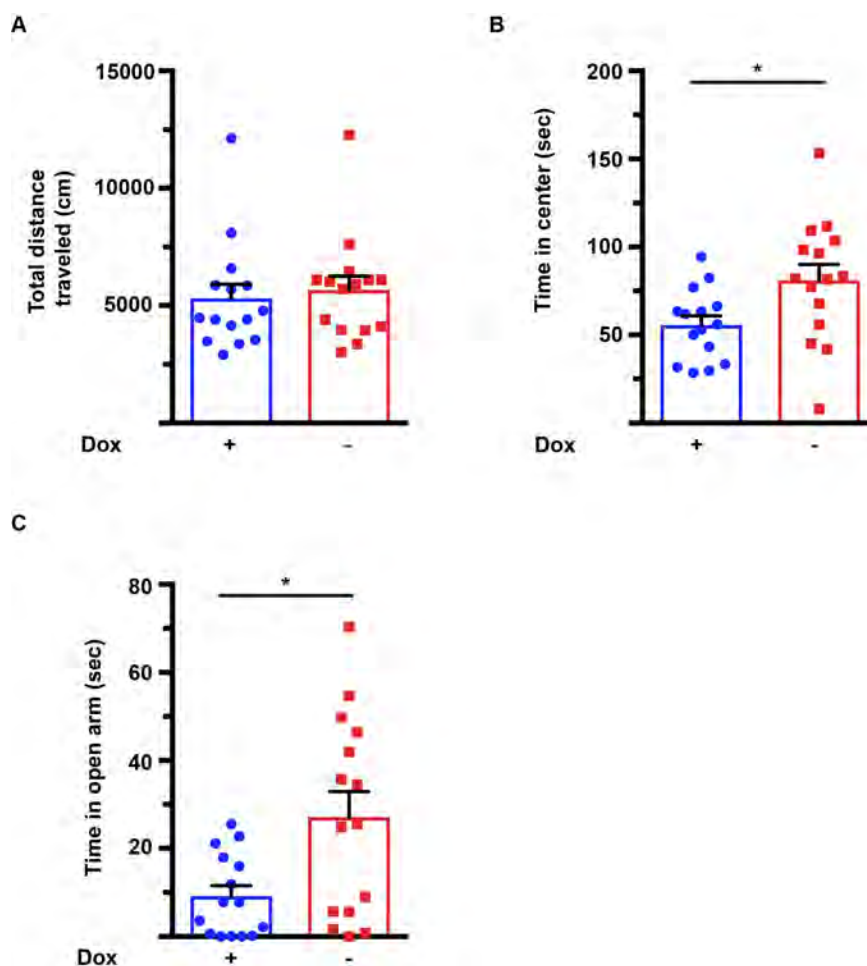 A
Total distance
traveled (cm)
15000
10000
5000
Dox
+
-
B
Time in center (sec)
200
150
100
50
*
Dox
+
-
C
Time in open arm (sec)
80
60
40
20
*
Dox
+
-